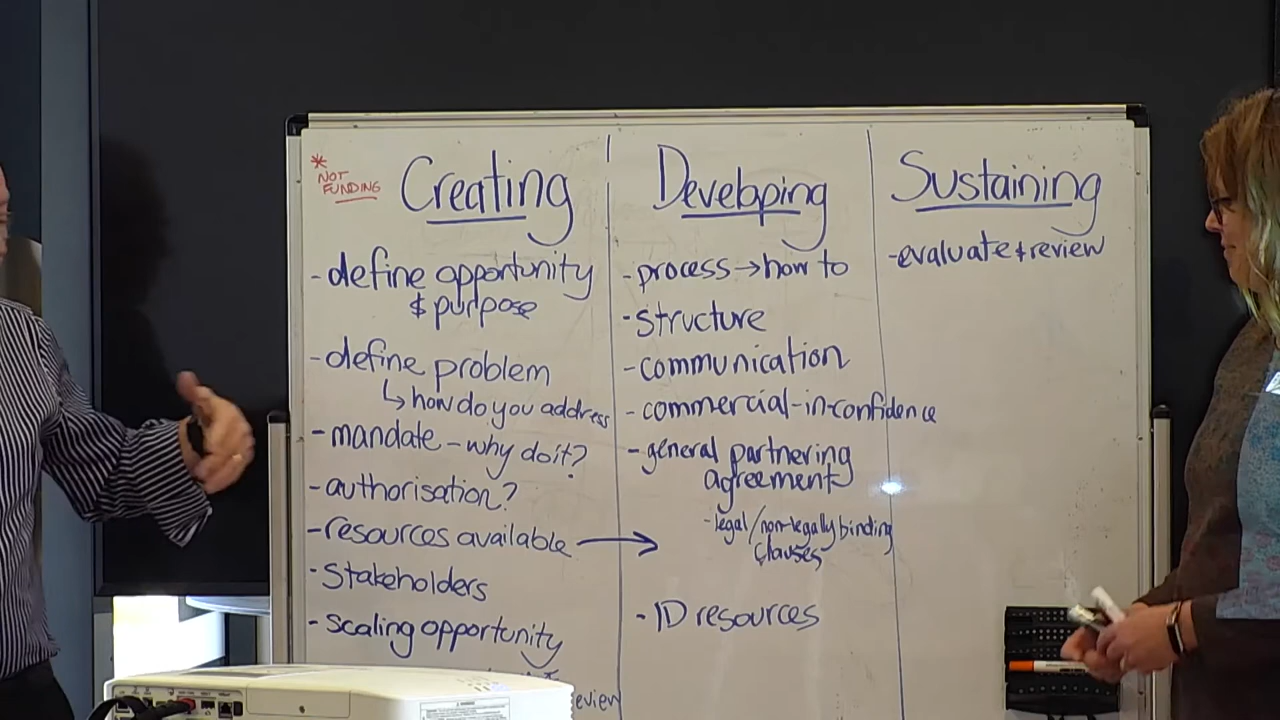 * NOT FUNDING
Creating
- define opportunity
& purpose
- define problem
↳ how do you address
- mandate - why do it?
- authorisation?
- resources available →
- Stakeholders
- scaling opportunity
Developing
- process → how to
- structure
- communication
- commercial-in-confidence
- general partnering
agreement
- legal/non-legally binding
clauses
- ID resources
Sustaining
- evaluate & review